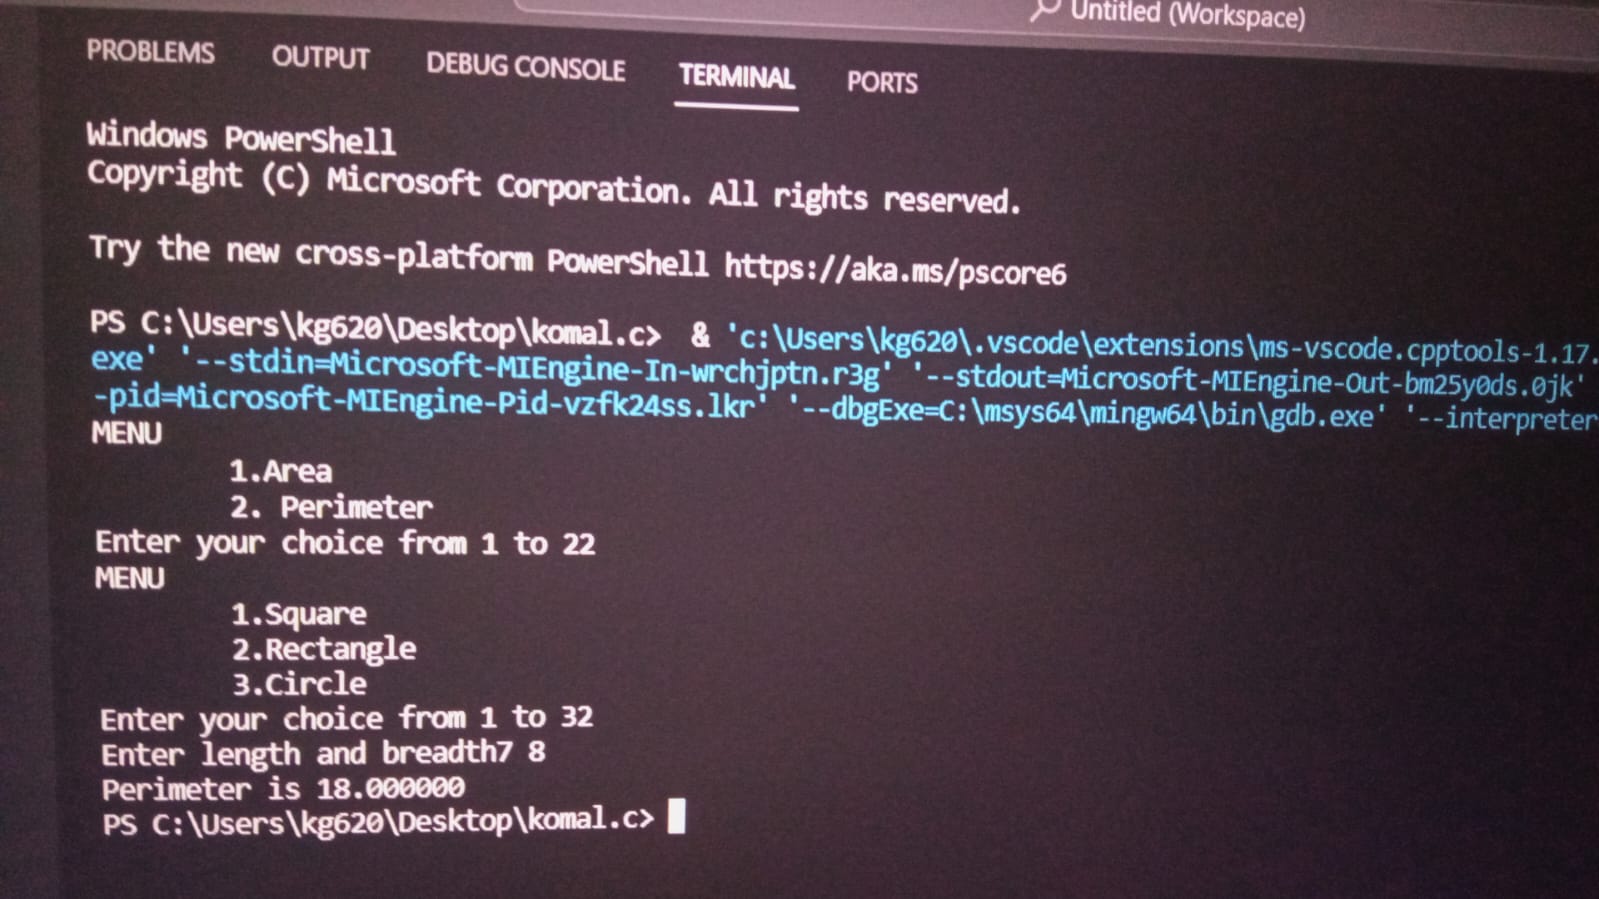 Untitled (Workspace)
PROBLEMS OUTPUT DEBUG CONSOLE TERMINAL PORTS
Windows PowerShell
Copyright (C) Microsoft Corporation. All rights reserved.
Try the new cross-platform PowerShell https://aka.ms/pscore6
PS C:\Users\kg620\Desktop\komal.c> & 'c:\Users\kg620\.vscode\extensions\ms-vscode.cpptools-1.17.
exe' '--stdin=Microsoft-MIEngine-In-wrchjptn.r3g' '--stdout=Microsoft-MIEngine-Out-bm25y0ds.0jk'
-pid=Microsoft-MIEngine-Pid-vzfk24ss.lkr' '--dbgExe=C:\msys64\mingw64\bin\gdb.exe' '--interpreter
MENU
1.Area
2. Perimeter
Enter your choice from 1 to 22
MENU
1.Square
2.Rectangle
3.Circle
Enter your choice from 1 to 32
Enter length and breadth7 8
Perimeter is 18.000000
PS C:\Users\kg620\Desktop\komal.c>